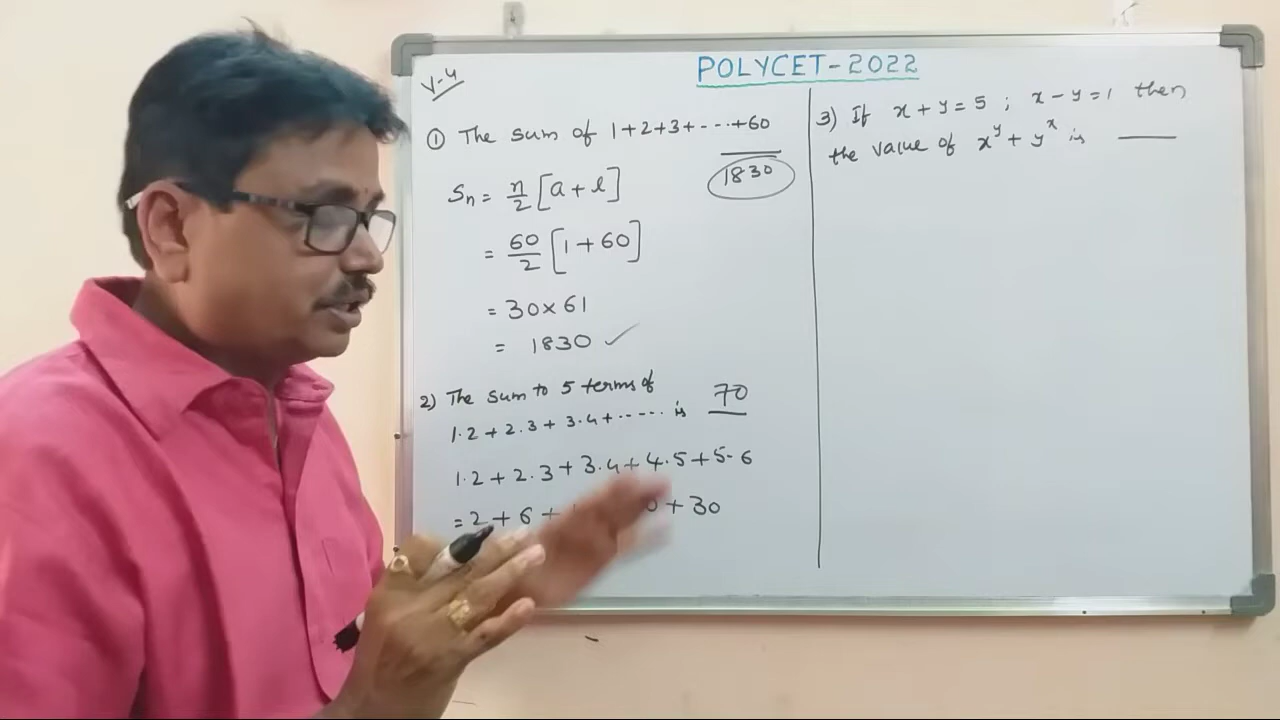 V-4
POLYCET-2022
① The sum of 1+2+3+----+60
1830
Sn = n/2 [a + l]
= 60/2 [1+60]
= 30×61
= 1830 ✓
2) The sum to 5 terms of
1.2 + 2.3 + 3.4 + ------ is 70
1.2 + 2.3 + 3.4 + 4.5 + 5.6
= 2 + 6 + 0 + 30
3) If x + y = 5 ; x - y = 1 then
the value of x^y + y^x is ____